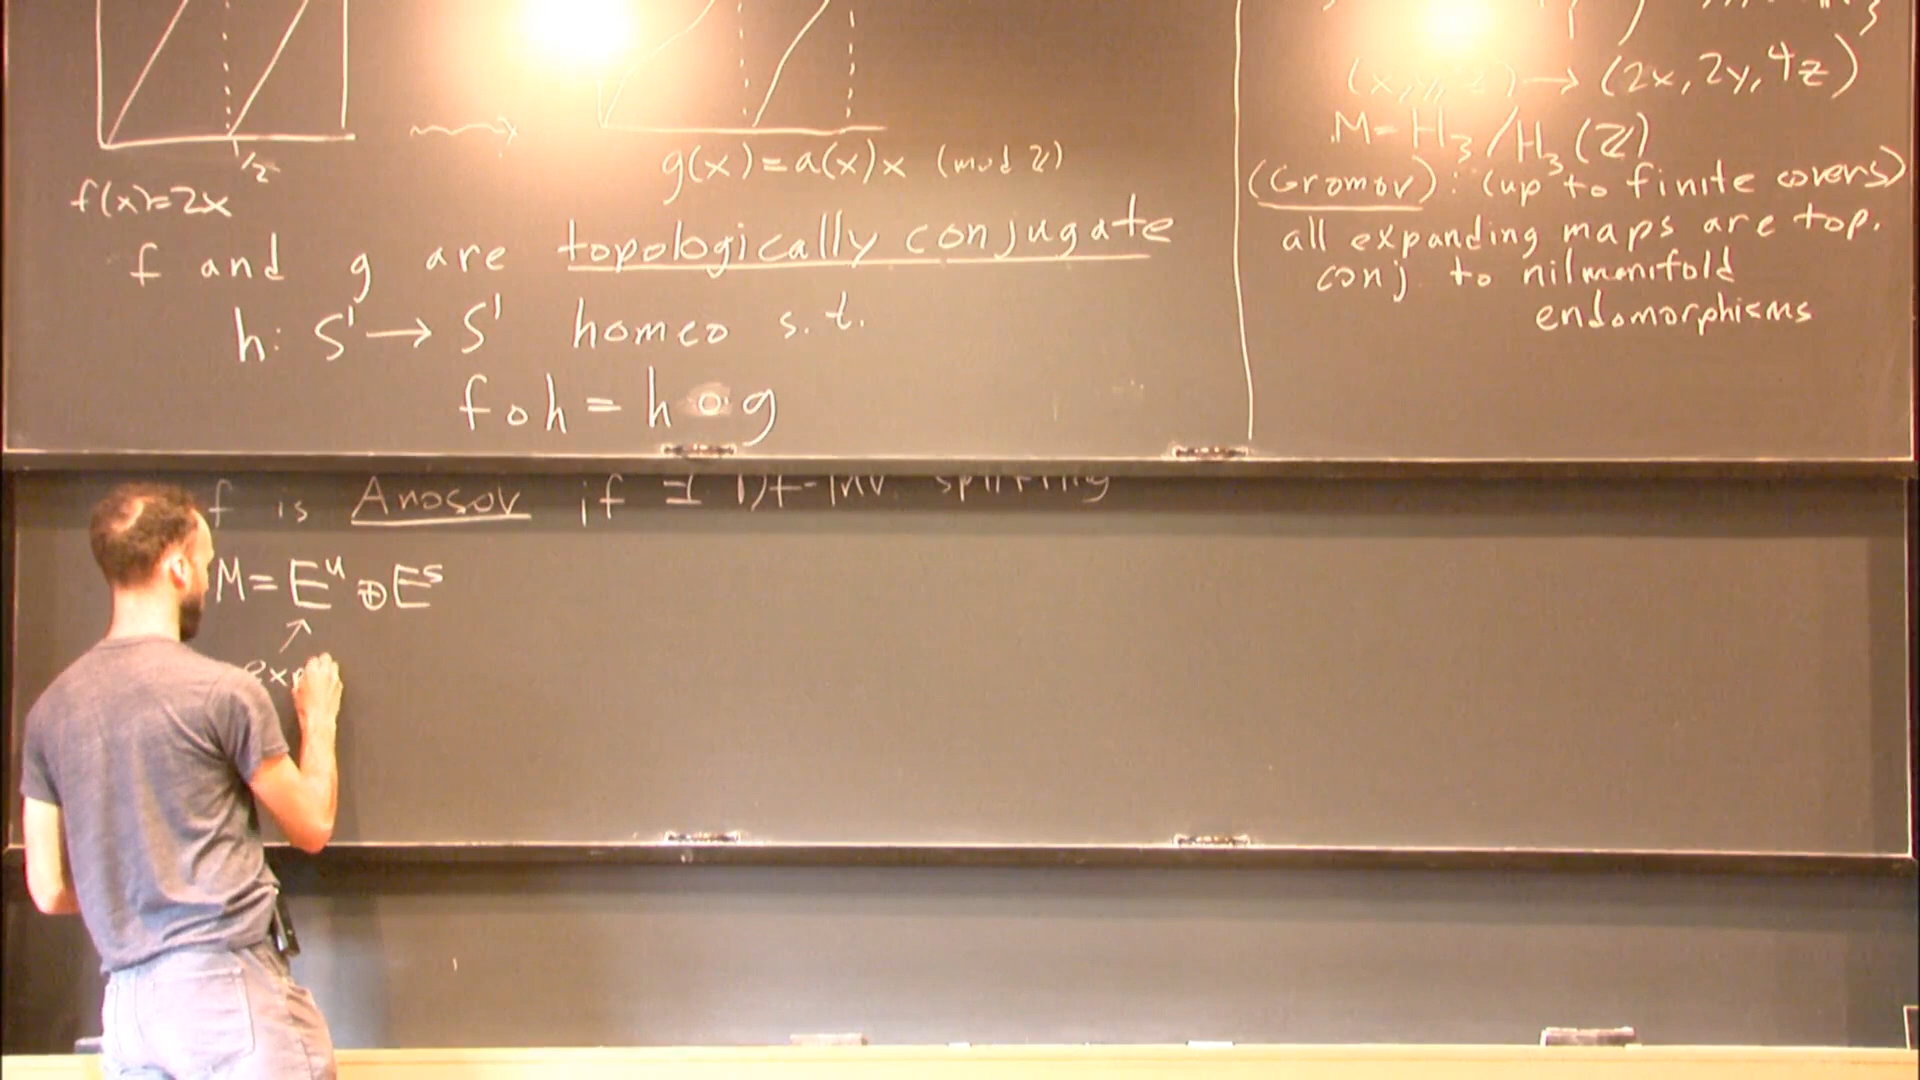 1/2
f(x)=2x
g(x)=a(x)x (mod ℤ)
f and g are topologically conjugate
h: S¹ → S¹ homeo s.t.
f∘h = h∘g
(x,y,z) → (2x, 2y, 4z)
M = H₃/H₃(ℤ)
(Gromov): (up to finite covers)
all expanding maps are top.
conj. to nilmanifold
endomorphisms
f is Anosov if ∃ Df-inv. splitting
M = Eᵘ ⊕ Eˢ